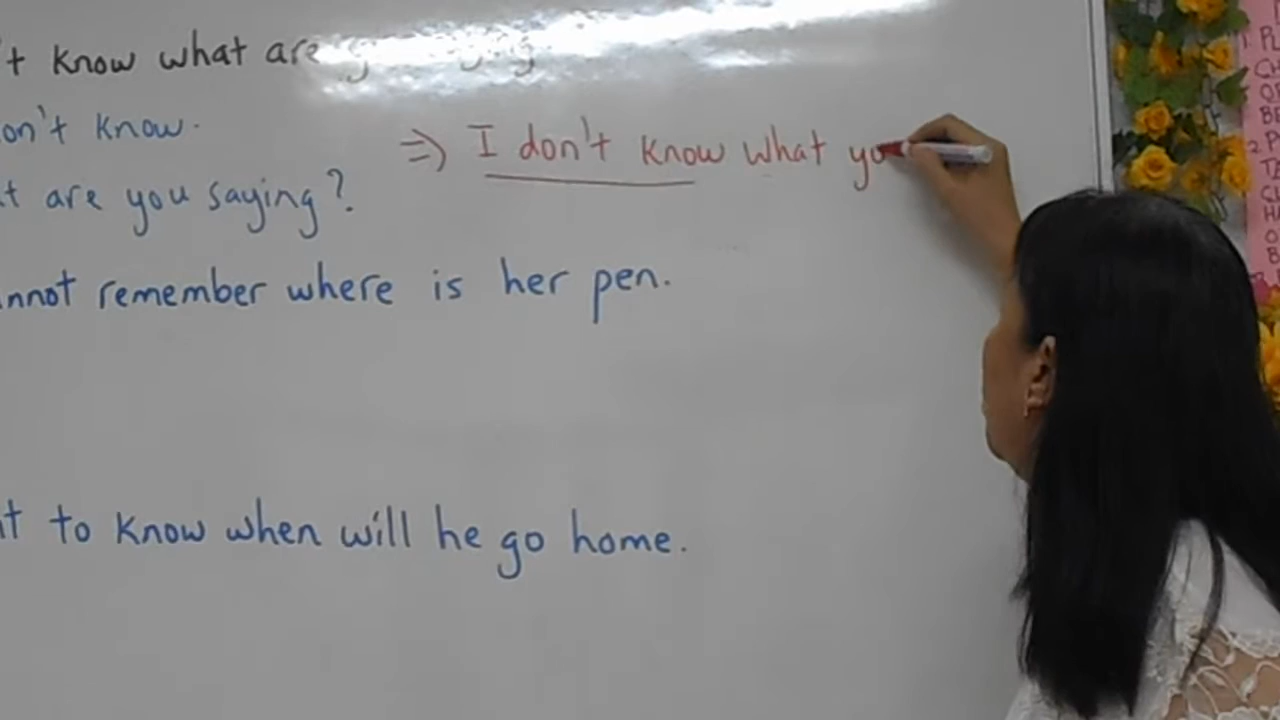 't know what are
on't know.
⇒ I don't know what yo
t are you saying?
nnot remember where is her pen.
t to know when will he go home.